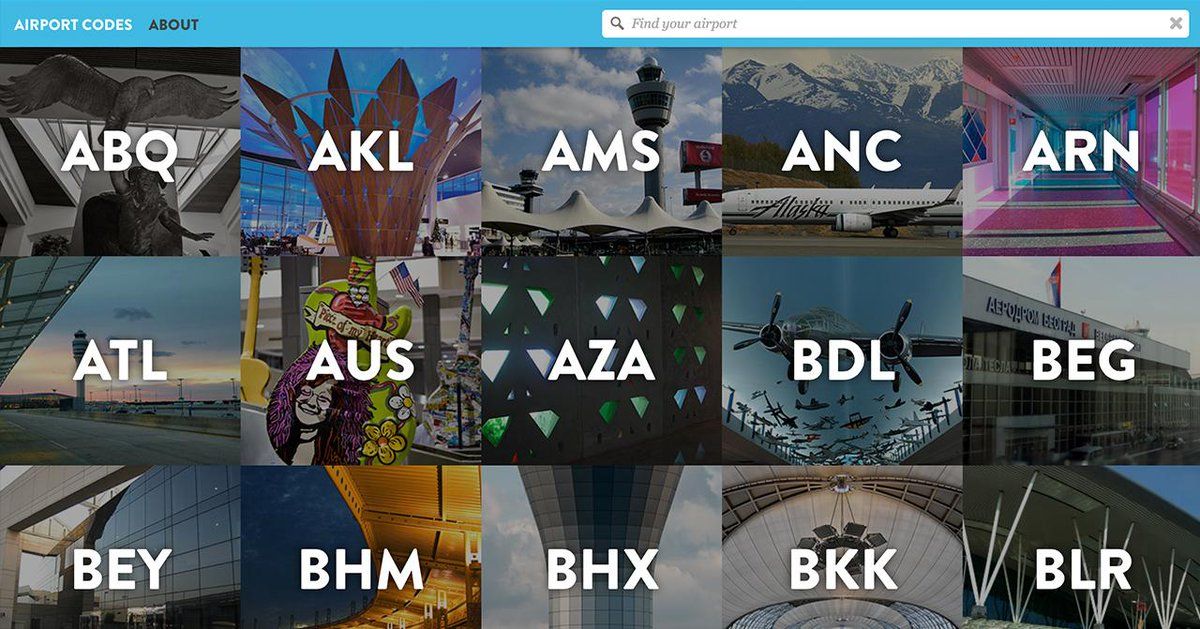 AIRPORT CODES ABOUT
Find your airport
ABQ
AKL
AMS
ANC
Alaska
ARN
ATL
Piece of my
AUS
AZA
BDL
АЕРОДРОМ БЕОГРАД
BEG
BEY
BHM
BHX
BKK
BLR